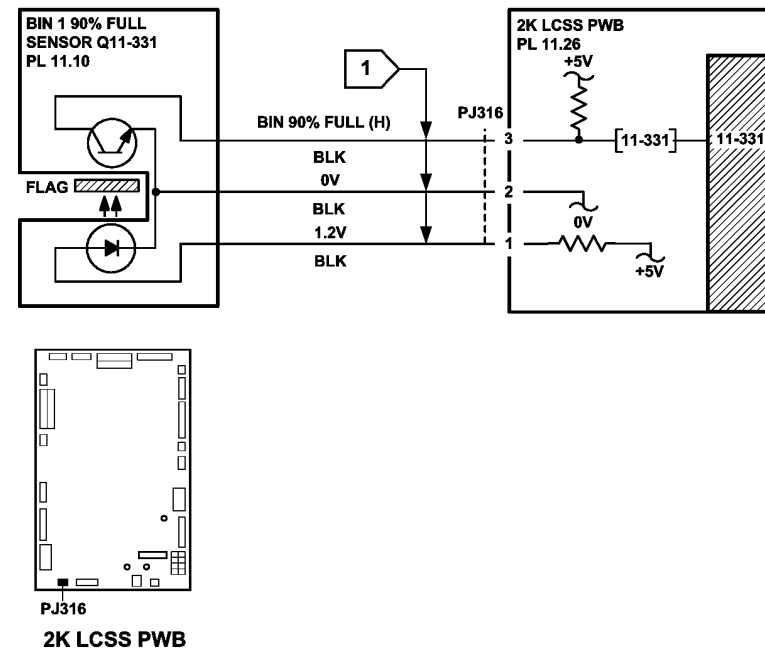 BIN 1 90% FULL
SENSOR Q11-331
PL 11.10
FLAG
1
BIN 90% FULL (H)
BLK
0V
BLK
1.2V
BLK
PJ316
3
2
1
2K LCSS PWB
PL 11.26
+5V
[11-331]
11-331
0V
+5V
PJ316
2K LCSS PWB